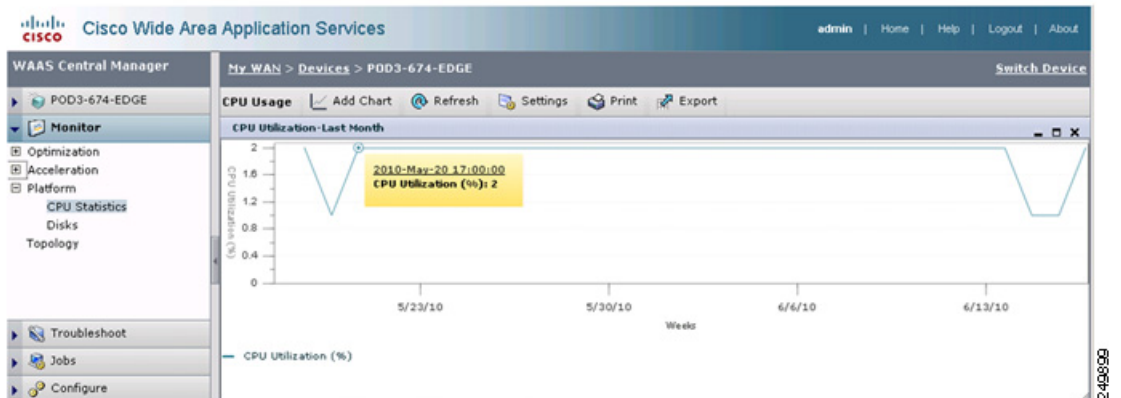 CISCO
Cisco Wide Area Application Services
admin | Home | Help | Logout | About
WAAS Central Manager
My WAN > Devices > POD3-674-EDGE
Switch Device
POD3-674-EDGE
CPU Usage Add Chart Refresh Settings Print Export
Monitor
CPU Utilization-Last Month
Optimization
Acceleration
Platform
CPU Statistics
Disks
Topology
CPU Utilization (%)
2
1.6
1.2
0.8
0.4
0
2010-May-20 17:00:00
CPU Utilization (%): 2
5/23/10 5/30/10 6/6/10 6/13/10
Weeks
CPU Utilization (%)
Troubleshoot
Jobs
Configure
249899